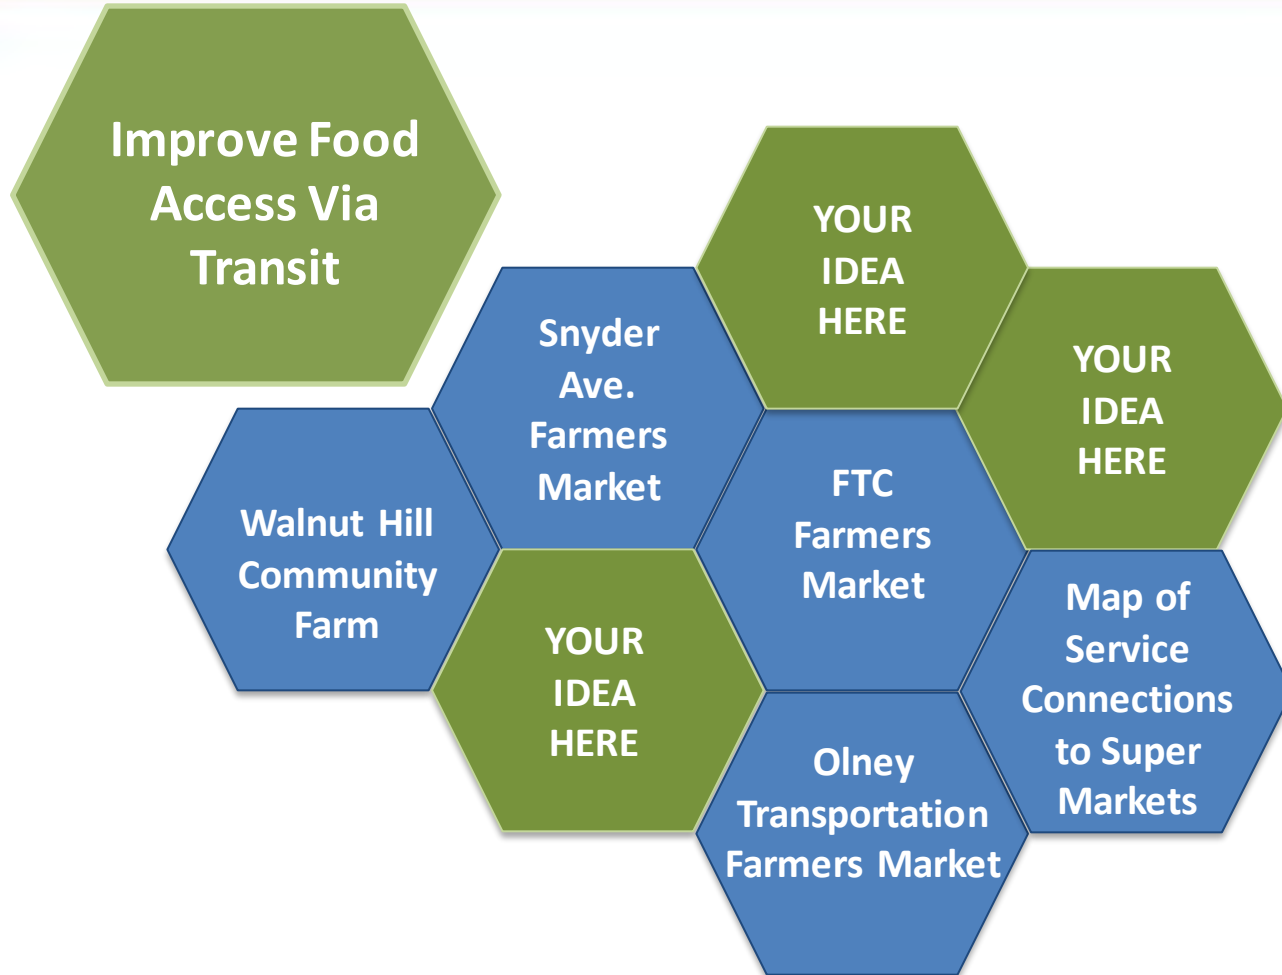 Improve Food
Access Via
Transit
YOUR
IDEA
HERE
Snyder
Ave.
Farmers
Market
YOUR
IDEA
HERE
Walnut Hill
Community
Farm
FTC
Farmers
Market
YOUR
IDEA
HERE
Map of
Service
Connections
to Super
Markets
Olney
Transportation
Farmers Market